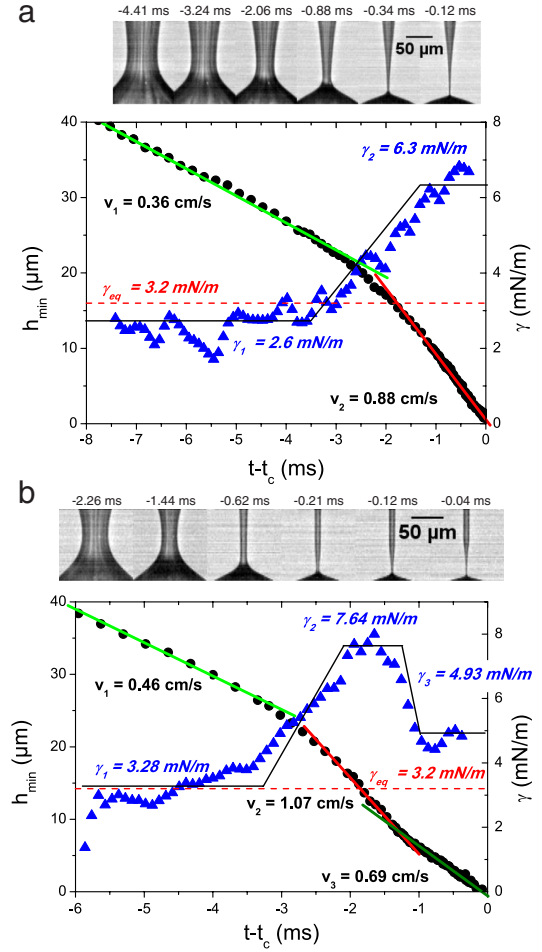 a
-4.41 ms -3.24 ms -2.06 ms -0.88 ms -0.34 ms -0.12 ms
50 µm
40
30
20
10
0
h_min (µm)
8
6
4
2
0
γ (mN/m)
γ₂ = 6.3 mN/m
v₁ = 0.36 cm/s
γ_eq = 3.2 mN/m
γ₁ = 2.6 mN/m
v₂ = 0.88 cm/s
-8 -7 -6 -5 -4 -3 -2 -1 0
t-t_c (ms)
b
-2.26 ms -1.44 ms -0.62 ms -0.21 ms -0.12 ms -0.04 ms
50 µm
40
30
20
10
0
h_min (µm)
8
6
4
2
0
γ (mN/m)
γ₂ = 7.64 mN/m
v₁ = 0.46 cm/s
γ₃ = 4.93 mN/m
γ₁ = 3.28 mN/m
γ_eq = 3.2 mN/m
v₂ = 1.07 cm/s
v₃ = 0.69 cm/s
-6 -5 -4 -3 -2 -1 0
t-t_c (ms)